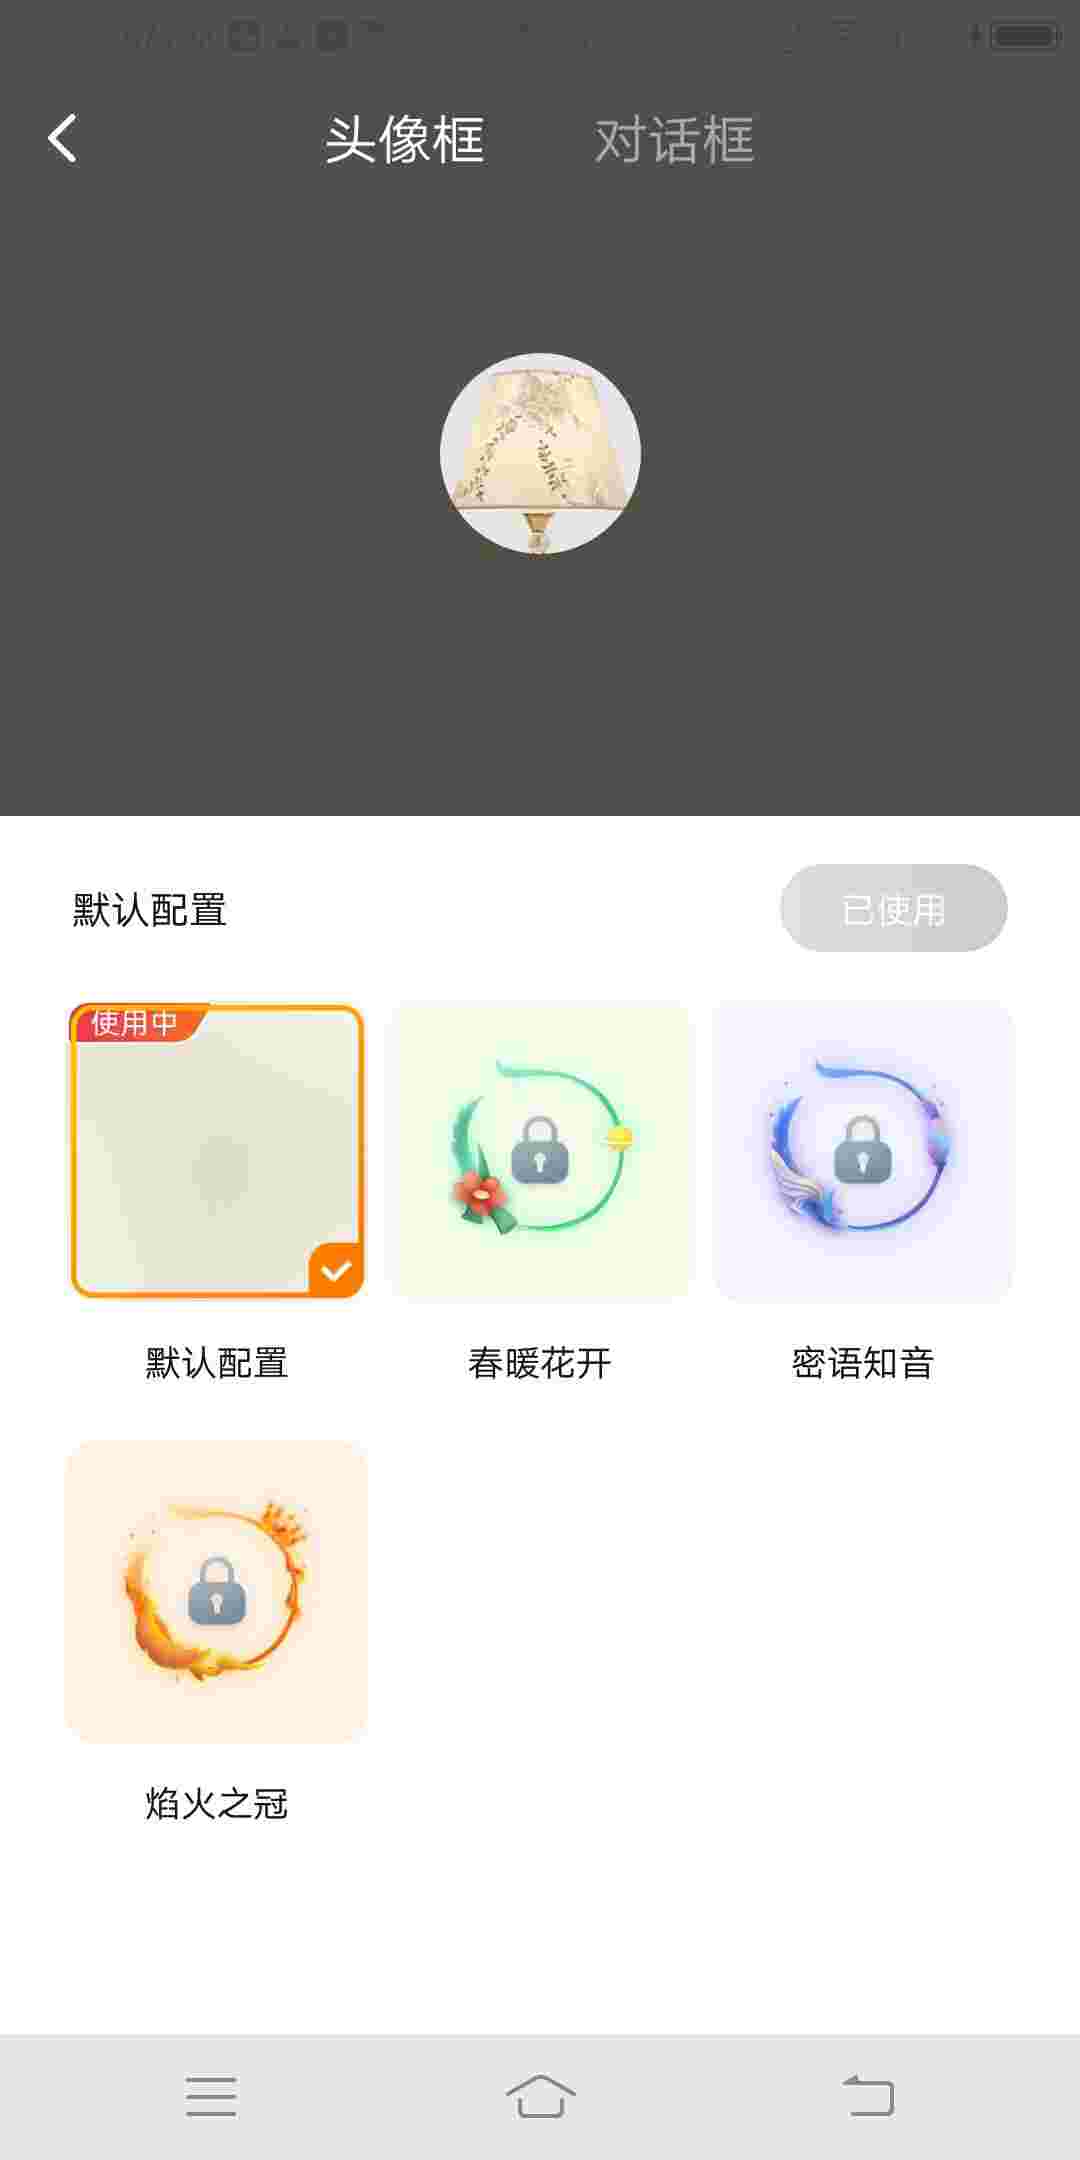 头像框 对话框
默认配置 已使用
使用中
默认配置 春暖花开 密语知音
焰火之冠